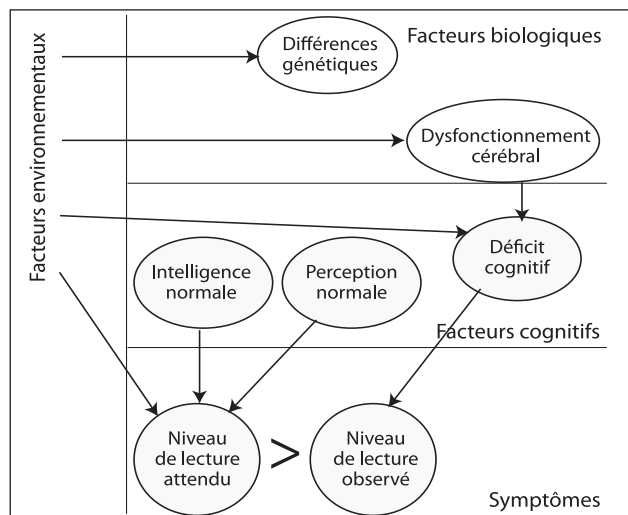 Facteurs environnementaux
Facteurs biologiques
Différences
génétiques
Dysfonctionnement
cérébral
Déficit
cognitif
Intelligence
normale
Perception
normale
Facteurs cognitifs
Niveau
de lecture
attendu
>
Niveau
de lecture
observé
Symptômes